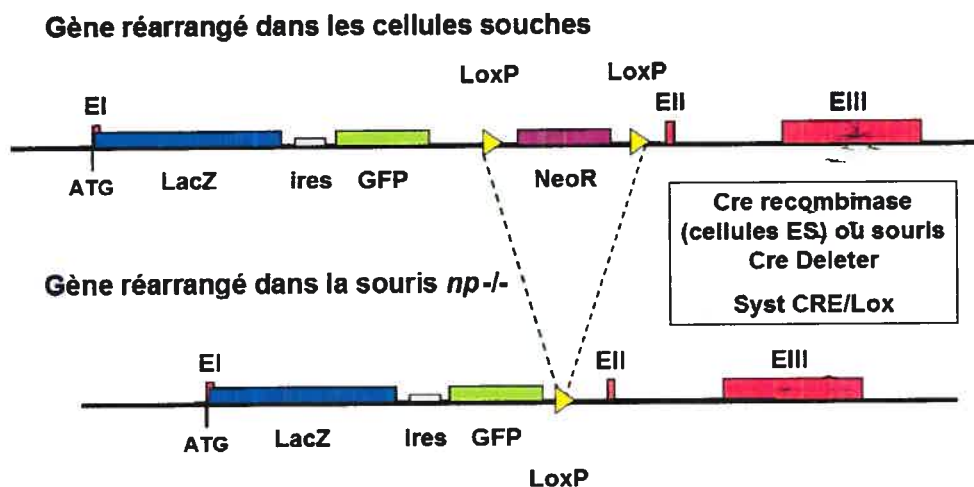 Gène réarrangé dans les cellules souches
LoxP LoxP
EI EII EIII
ATG LacZ ires GFP NeoR
Cre recombinase
(cellules ES) où souris
Cre Deleter
Syst CRE/Lox
Gène réarrangé dans la souris np-/-
EI EII EIII
ATG LacZ Ires GFP
LoxP